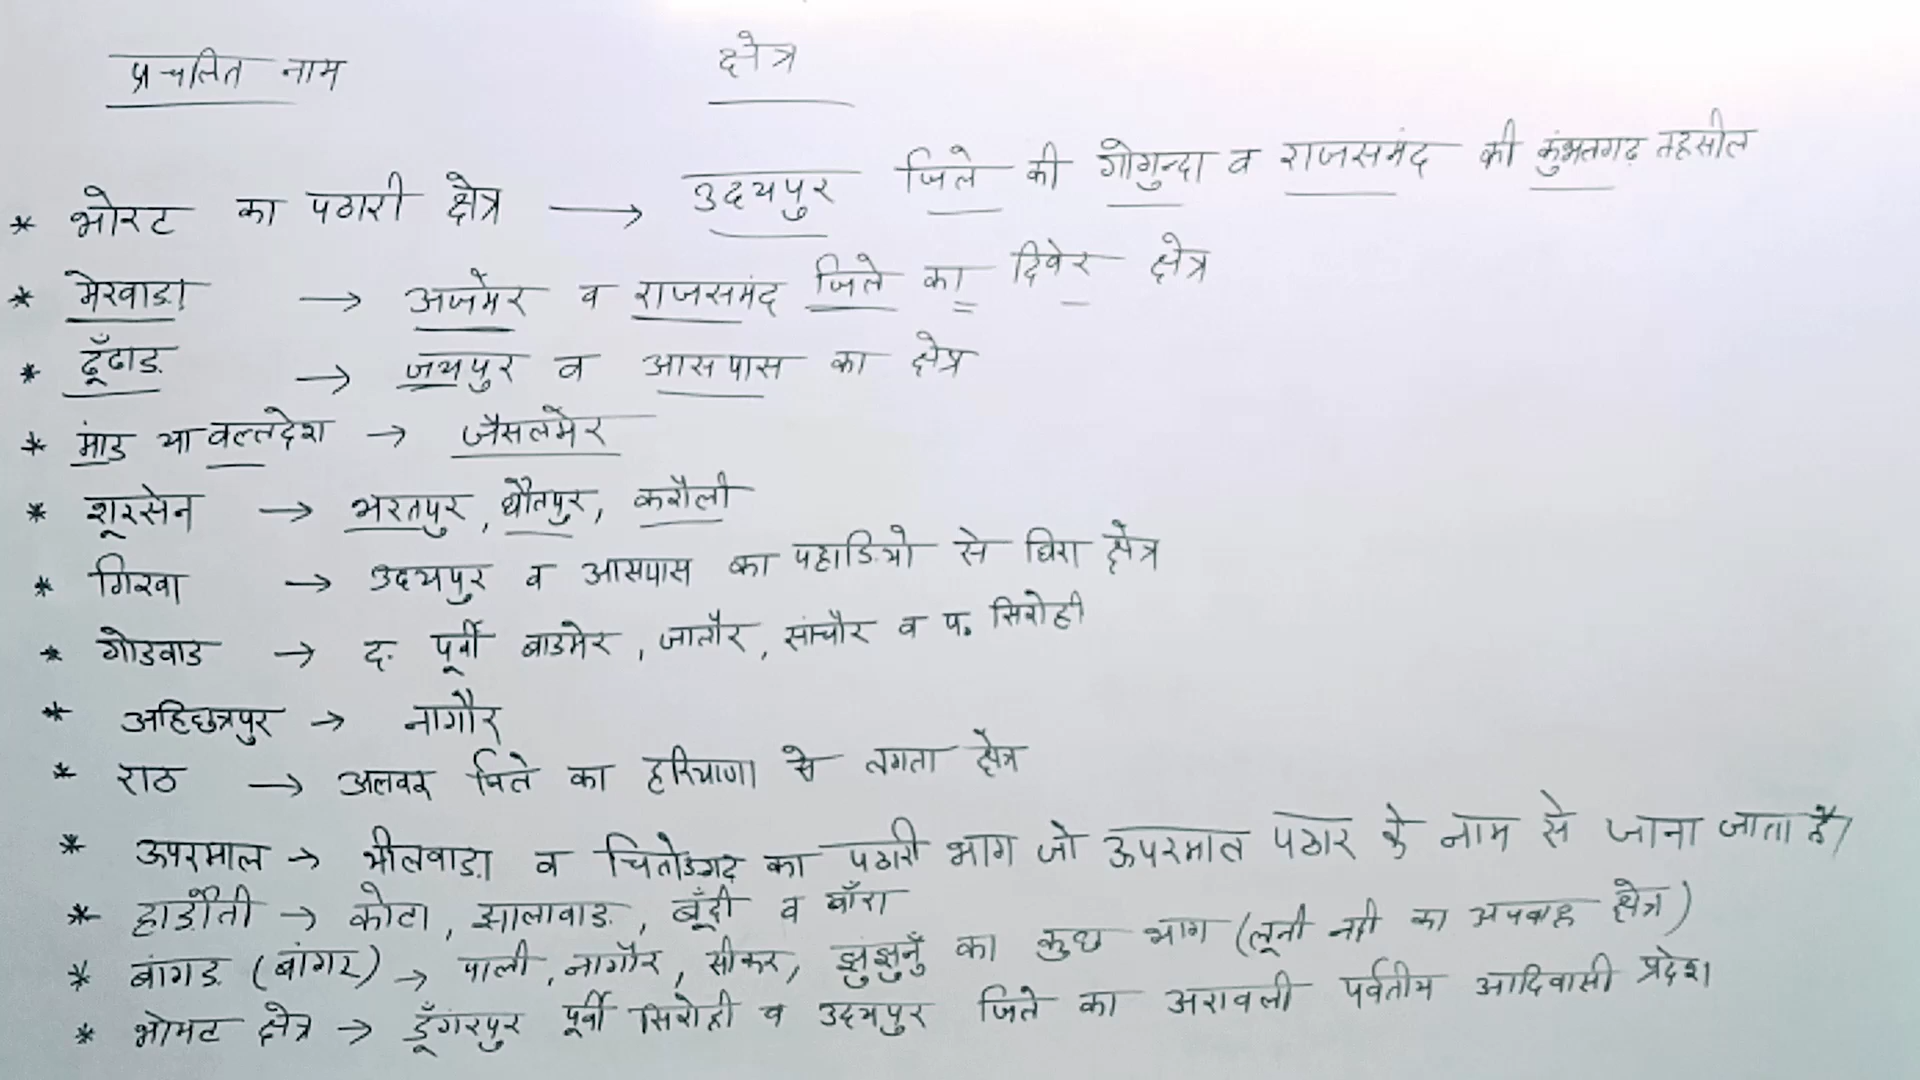 प्रचलित नाम क्षेत्र
* भोरट का पठारी क्षेत्र → उदयपुर जिले की गोगुन्दा व राजसमंद की कुंभलगढ़ तहसील
* मेरवाड़ा → अजमेर व राजसमंद जिले का दिवेर क्षेत्र
* ढूँढाड़ → जयपुर व आसपास का क्षेत्र
* मांड या वल्लदेश → जैसलमेर
* शूरसेन → भरतपुर, धौलपुर, करौली
* गिरवा → उदयपुर व आसपास का पहाडियो से घिरा क्षेत्र
* गोडवाड → द. पूर्वी बाडमेर, जालौर, सांचौर व प. सिरोही
* अहिछत्रपुर → नागौर
* राठ → अलवर जिले का हरियाणा से लगता क्षेत्र
* ऊपरमाल → भीलवाड़ा व चितोडगढ का पठारी भाग जो ऊपरमाल पठार के नाम से जाना जाता है।
* हाड़ौती → कोटा, झालावाड़, बूँदी व बाँरा
* बांगड़ (बांगर) → पाली, नागौर, सीकर, झुंझुनुँ का कुछ भाग (लूनी नदी का अपवाह क्षेत्र)
* भोमट क्षेत्र → डूँगरपुर पूर्वी सिरोही व उदयपुर जिले का अरावली पर्वतीय आदिवासी प्रदेश